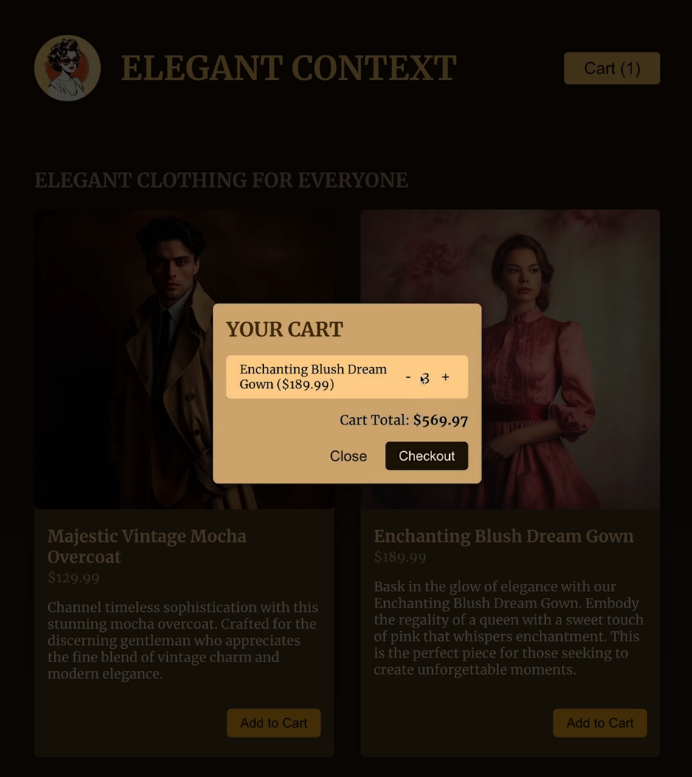 ELEGANT CONTEXT
Cart (1)
ELEGANT CLOTHING FOR EVERYONE
YOUR CART
Enchanting Blush Dream
Gown ($189.99)
- 3 +
Cart Total: $569.97
Close
Checkout
Majestic Vintage Mocha
Overcoat
$129.99
Channel timeless sophistication with this
stunning mocha overcoat. Crafted for the
discerning gentleman who appreciates
the fine blend of vintage charm and
modern elegance.
Add to Cart
Enchanting Blush Dream Gown
$189.99
Bask in the glow of elegance with our
Enchanting Blush Dream Gown. Embody
the regality of a queen with a sweet touch
of pink that whispers enchantment. This
is the perfect piece for those seeking to
create unforgettable moments.
Add to Cart